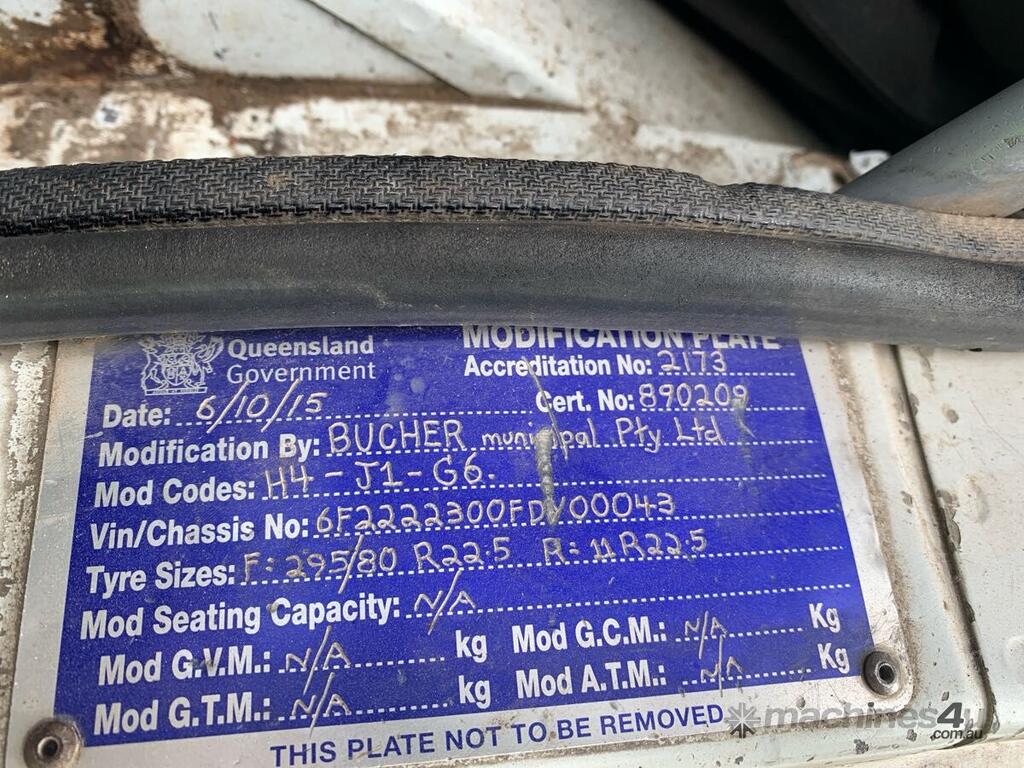 MODIFICATION PLATE
Queensland
Government
Accreditation No: 2173
Date: 6/10/15 Cert. No: 890209
Modification By: BUCHER municipal Pty Ltd
Mod Codes: H4-J1-G6.
Vin/Chassis No: 6F2222300FDV00043
Tyre Sizes: F: 295/80 R22.5 R: 11 R22.5
Mod Seating Capacity: N/A
Mod G.V.M.: N/A kg Mod G.C.M.: N/A Kg
Mod G.T.M.: N/A kg Mod A.T.M.: N/A Kg
THIS PLATE NOT TO BE REMOVED
machines4u
.com.au